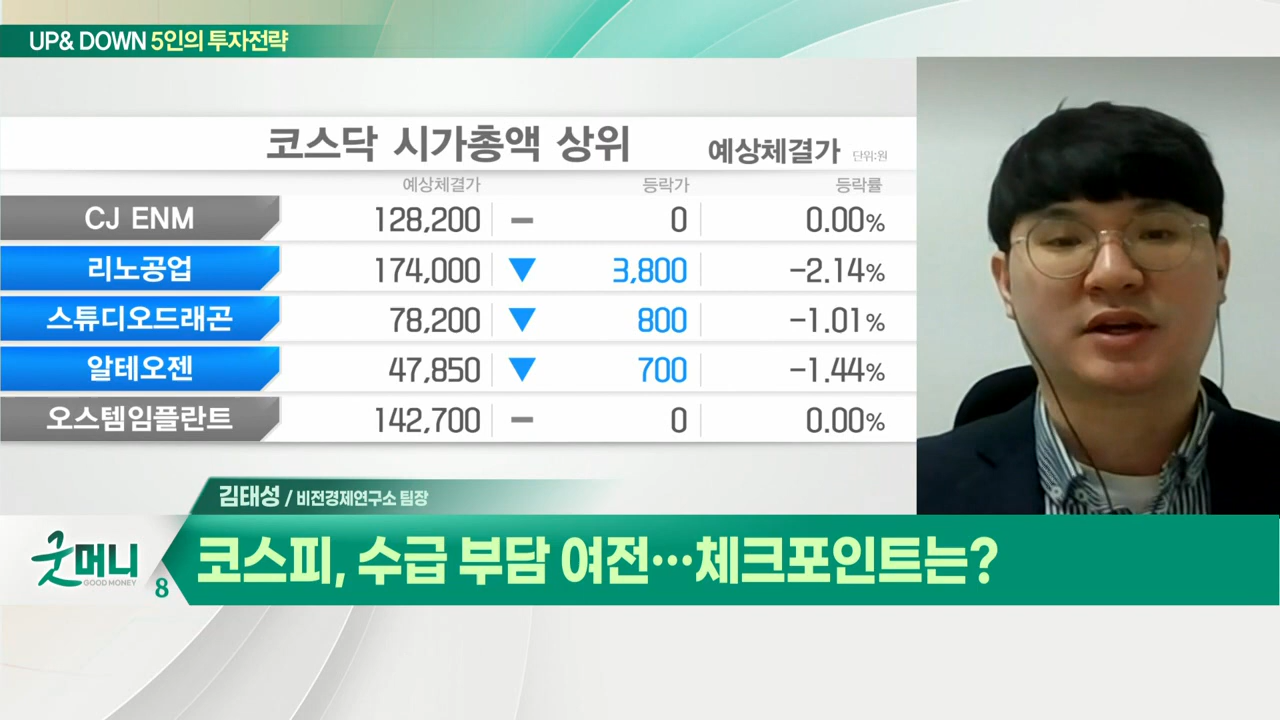 UP& DOWN 5인의 투자전략
코스닥 시가총액 상위 예상체결가 단위:원
예상체결가 등락가 등락률
CJ ENM 128,200 － 0 0.00%
리노공업 174,000 ▼ 3,800 -2.14%
스튜디오드래곤 78,200 ▼ 800 -1.01%
알테오젠 47,850 ▼ 700 -1.44%
오스템임플란트 142,700 － 0 0.00%
김태성 / 비전경제연구소 팀장
굿머니
GOOD MONEY
8
코스피, 수급 부담 여전…체크포인트는?